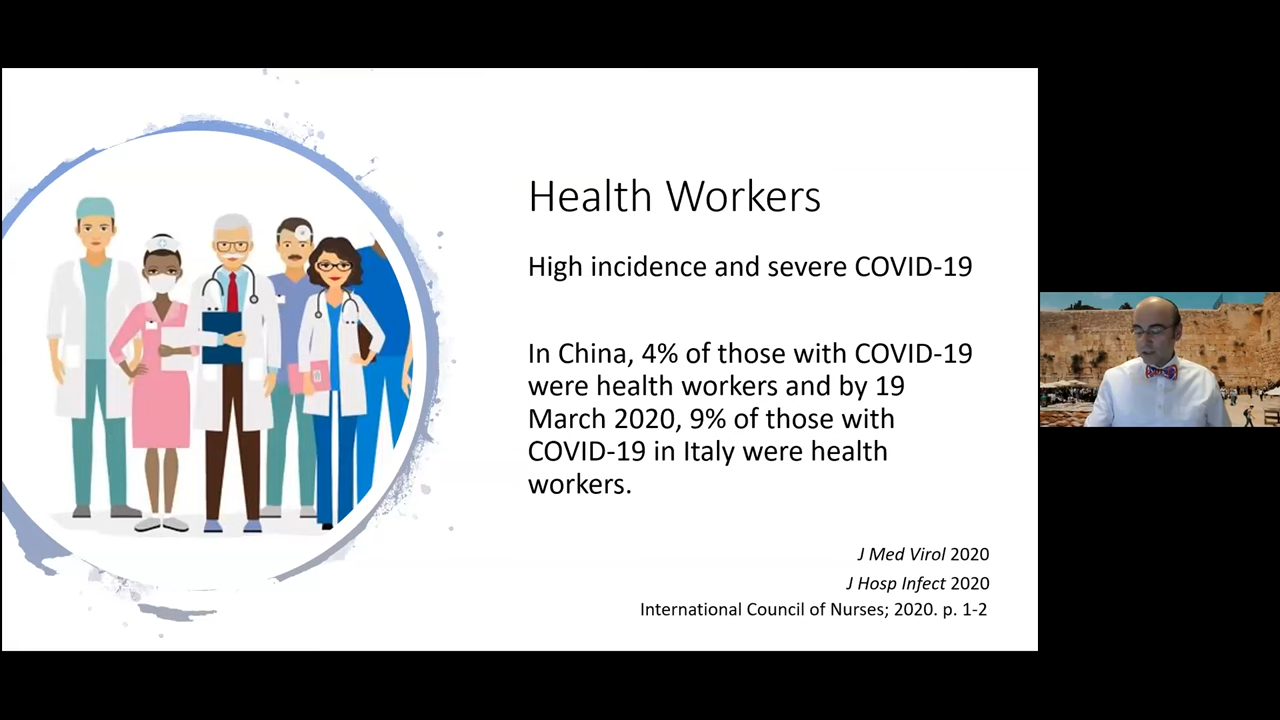 Health Workers
High incidence and severe COVID-19
In China, 4% of those with COVID-19
were health workers and by 19
March 2020, 9% of those with
COVID-19 in Italy were health
workers.
J Med Virol 2020
J Hosp Infect 2020
International Council of Nurses; 2020. p. 1-2